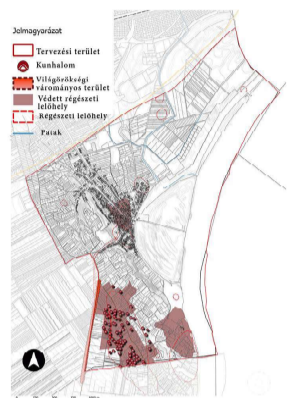 Jelmagyarázat
Tervezési terület
Kunhalom
Világörökségi
várományos terület
Védett régészeti
lelőhely
Régészeti lelőhely
Patak